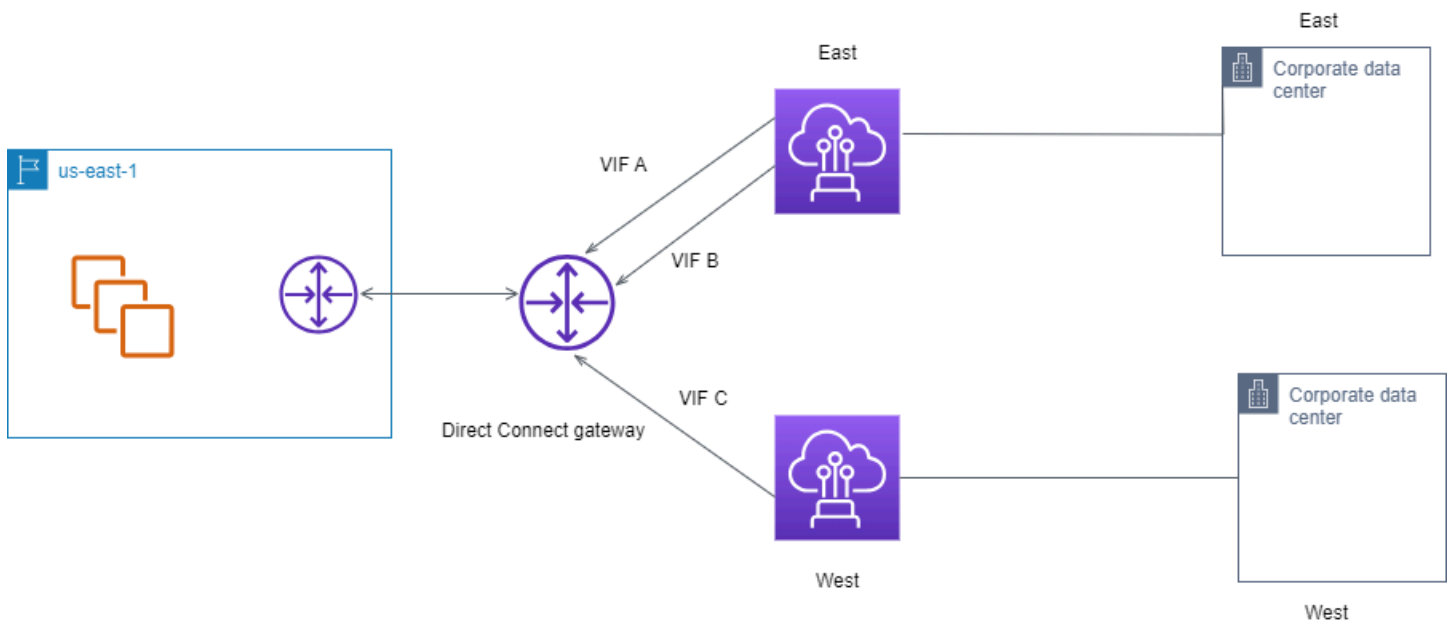 East
East
Corporate data
center
us-east-1
VIF A
VIF B
VIF C
Corporate data
center
Direct Connect gateway
West
West